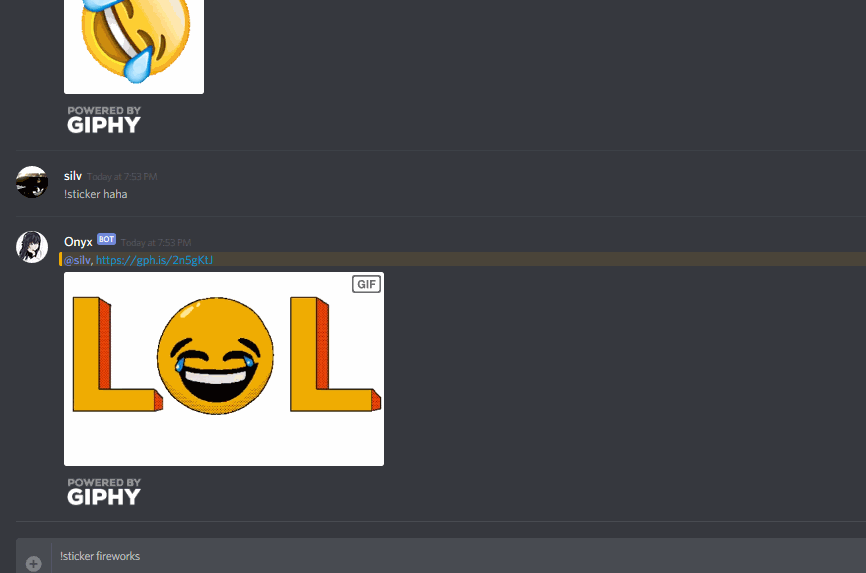 POWERED BY
GIPHY
silv Today at 7:53 PM
!sticker haha
Onyx BOT Today at 7:53 PM
@silv, https://gph.is/2n5gKtJ
GIF
LOL
POWERED BY
GIPHY
!sticker fireworks